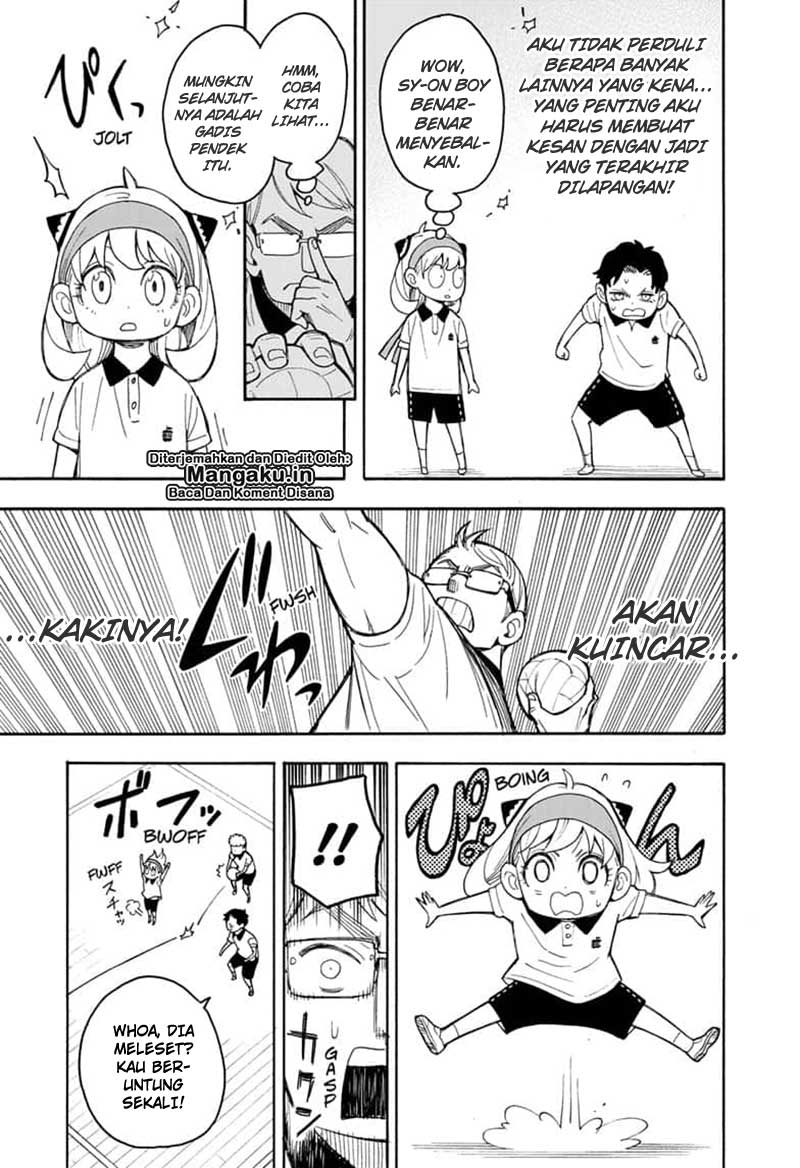 AKU TIDAK PERDULI
BERAPA BANYAK
LAINNYA YANG KENA...
YANG PENTING AKU
HARUS MEMBUAT
KESAN DENGAN JADI
YANG TERAKHIR
DILAPANGAN!
WOW,
SY-ON BOY
BENAR-
BENAR
MENYEBAL-
KAN.
HMM,
COBA
KITA
LIHAT...
MUNGKIN
SELANJUT-
NYA ADALAH
GADIS
PENDEK
ITU.
ぴくっ
JOLT
Diterjemahkan dan Diedit Oleh:
Mangaku.in
Baca Dan Koment Disana
AKAN
KUINCAR...
ぐわっ
FWSH
...KAKINYA!
ぴょーん
BOING
!!
ガッ
GASP
ボフッ
BWOFF
FWFF
スチャッ
WHOA, DIA
MELESET?
KAU BER-
UNTUNG
SEKALI!